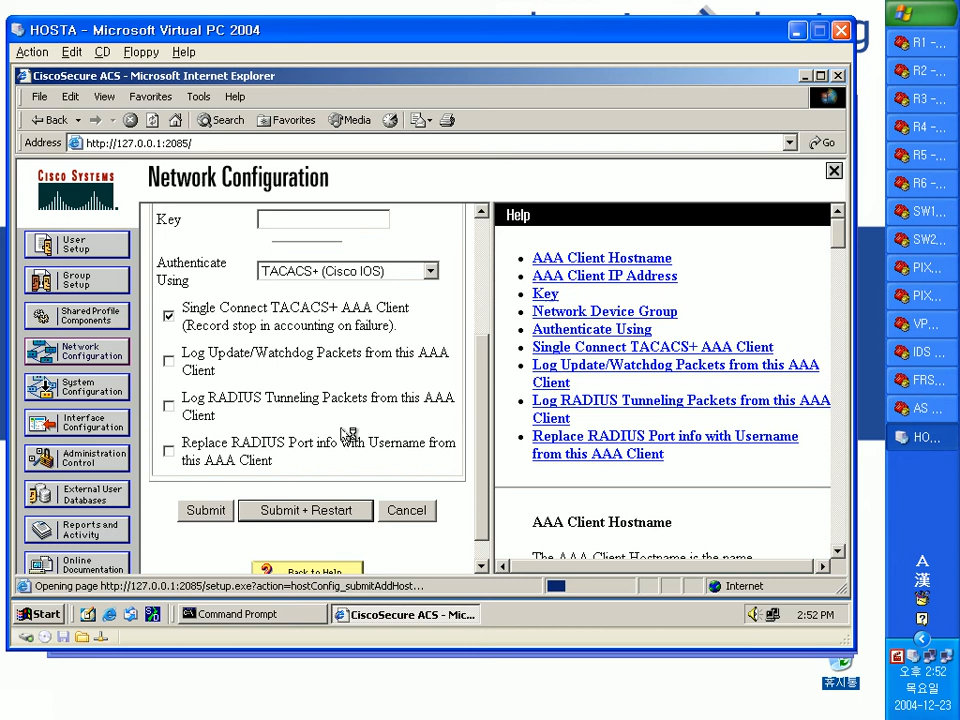 HOSTA - Microsoft Virtual PC 2004
Action Edit CD Floppy Help
CiscoSecure ACS - Microsoft Internet Explorer
File Edit View Favorites Tools Help
Back Search Favorites Media
Address http://127.0.0.1:2085/ Go
CISCO SYSTEMS
Network Configuration
User Setup
Group Setup
Shared Profile Components
Network Configuration
System Configuration
Interface Configuration
Administration Control
External User Databases
Reports and Activity
Online Documentation
Key
Authenticate Using
TACACS+ (Cisco IOS)
Single Connect TACACS+ AAA Client
(Record stop in accounting on failure).
Log Update/Watchdog Packets from this AAA
Client
Log RADIUS Tunneling Packets from this AAA
Client
Replace RADIUS Port info with Username from
this AAA Client
Submit Submit + Restart Cancel
Back to Help
Help
AAA Client Hostname
AAA Client IP Address
Key
Network Device Group
Authenticate Using
Single Connect TACACS+ AAA Client
Log Update/Watchdog Packets from this AAA
Client
Log RADIUS Tunneling Packets from this AAA
Client
Replace RADIUS Port info with Username
from this AAA Client
AAA Client Hostname
The AAA Client Hostname is the name
Opening page http://127.0.0.1:2085/setup.exe?action=hostConfig_submitAddHost...
Internet
Start Command Prompt CiscoSecure ACS - Mic... 2:52 PM
R1 -...
R2 -...
R3 -...
R4 -...
R5 -...
R6 -...
SW1...
SW2...
PIX...
PIX...
VP...
IDS ...
FRS...
AS ...
HO...
A
漢
휴지통
오후 2:52
목요일
2004-12-23